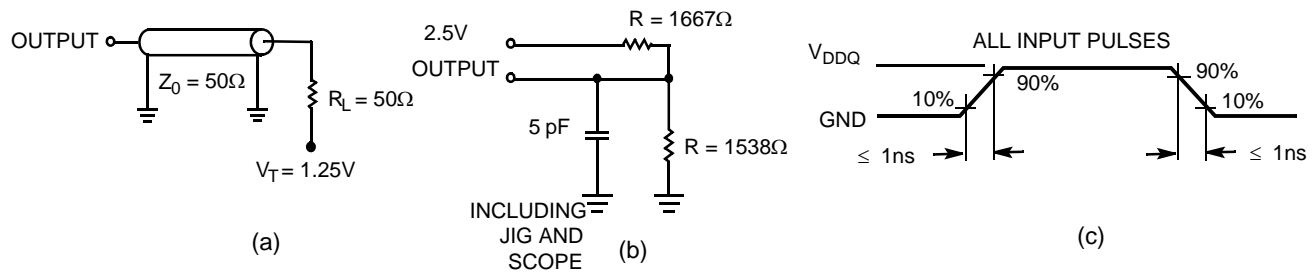 OUTPUT
Z0 = 50Ω
RL = 50Ω
VT = 1.25V
(a)
R = 1667Ω
2.5V
OUTPUT
5 pF
R = 1538Ω
INCLUDING
JIG AND
SCOPE
(b)
ALL INPUT PULSES
VDDQ
GND
10%
90%
90%
10%
≤ 1ns
≤ 1ns
(c)